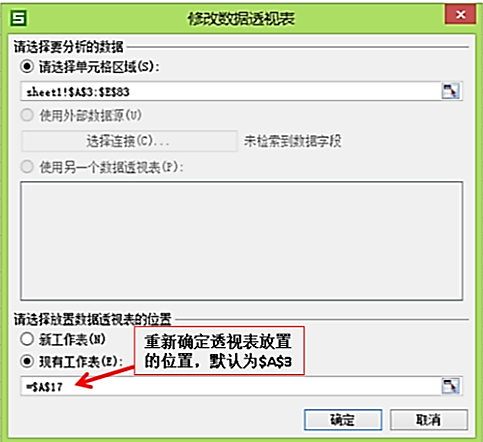 S
修改数据透视表
请选择要分析的数据
请选择单元格区域(S):
sheet1!$A$3:$E$83
使用外部数据源(U)
选择连接(C)... 未检索到数据字段
使用另一个数据透视表(P):
请选择放置数据透视表的位置
新工作表(N)
现有工作表(E):
重新确定透视表放置
的位置，默认为$A$3
=$A$17
确定 取消